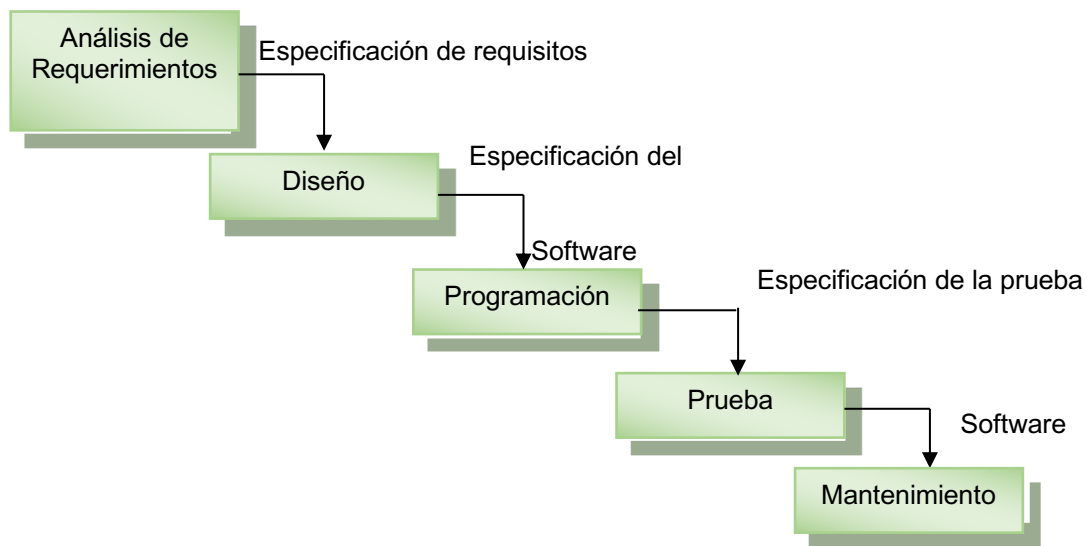 Análisis de
Requerimientos
Especificación de requisitos
Diseño
Especificación del
Software
Programación
Especificación de la prueba
Prueba
Software
Mantenimiento